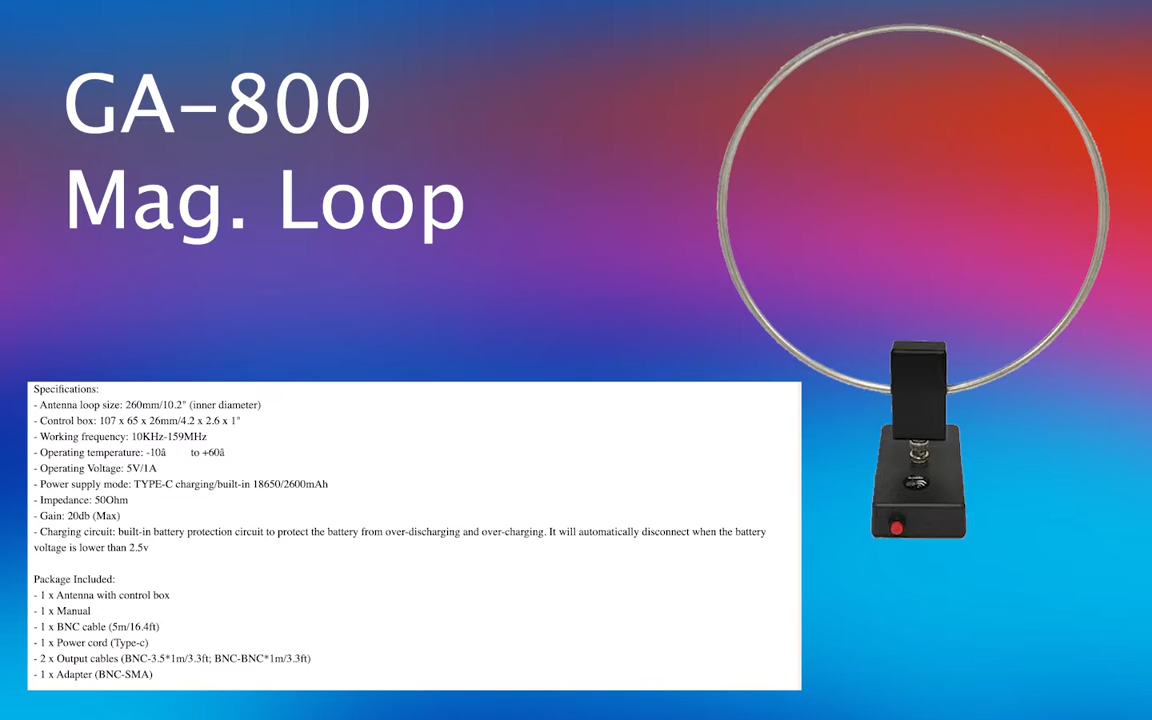 GA-800
Mag. Loop
Specifications:
- Antenna loop size: 260mm/10.2" (inner diameter)
- Control box: 107 x 65 x 26mm/4.2 x 2.6 x 1"
- Working frequency: 10KHz-159MHz
- Operating temperature: -10â to +60â
- Operating Voltage: 5V/1A
- Power supply mode: TYPE-C charging/built-in 18650/2600mAh
- Impedance: 50Ohm
- Gain: 20db (Max)
- Charging circuit: built-in battery protection circuit to protect the battery from over-discharging and over-charging. It will automatically disconnect when the battery
voltage is lower than 2.5v
Package Included:
- 1 x Antenna with control box
- 1 x Manual
- 1 x BNC cable (5m/16.4ft)
- 1 x Power cord (Type-c)
- 2 x Output cables (BNC-3.5*1m/3.3ft; BNC-BNC*1m/3.3ft)
- 1 x Adapter (BNC-SMA)